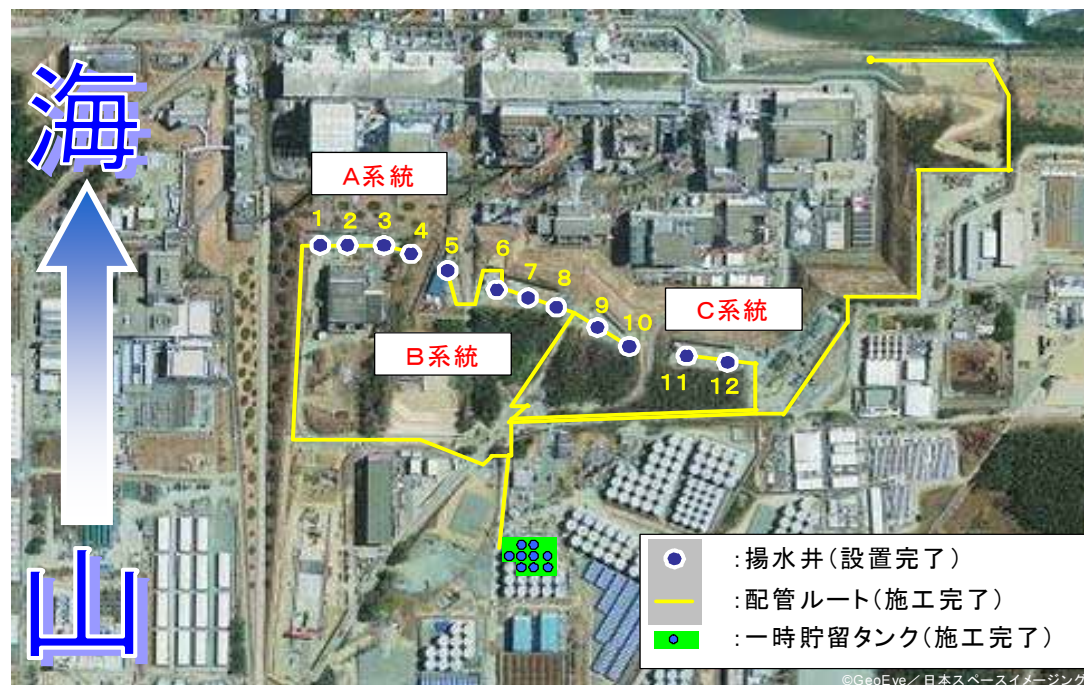 海
山
A系統
1 2 3 4
5 6 7 8 9 10
B系統
C系統
11 12
:揚水井(設置完了)
:配管ルート(施工完了)
:一時貯留タンク(施工完了)
©GeoEye/日本スペースイメージング